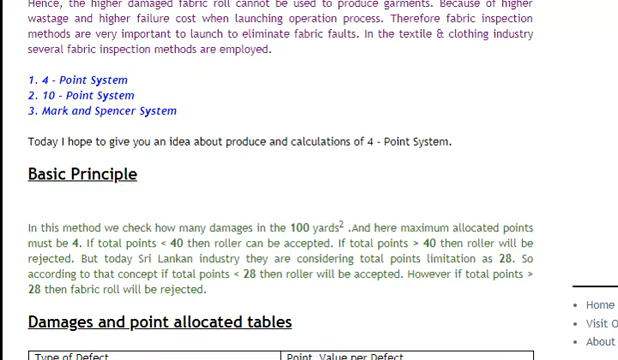 Hence, the higher damaged fabric roll cannot be used to produce garments. Because of higher
wastage and higher failure cost when launching operation process. Therefore fabric inspection
methods are very important to launch to eliminate fabric faults. In the textile & clothing industry
several fabric inspection methods are employed.
1. 4 - Point System
2. 10 - Point System
3. Mark and Spencer System
Today I hope to give you an idea about produce and calculations of 4 - Point System.
Basic Principle
In this method we check how many damages in the 100 yards² .And here maximum allocated points
must be 4. If total points < 40 then roller can be accepted. If total points > 40 then roller will be
rejected. But today Sri Lankan industry they are considering total points limitation as 28. So
according to that concept if total points < 28 then roller will be accepted. However if total points >
28 then fabric roll will be rejected.
Home
Visit O
About
Damages and point allocated tables
Type of Defect Point Value per Defect